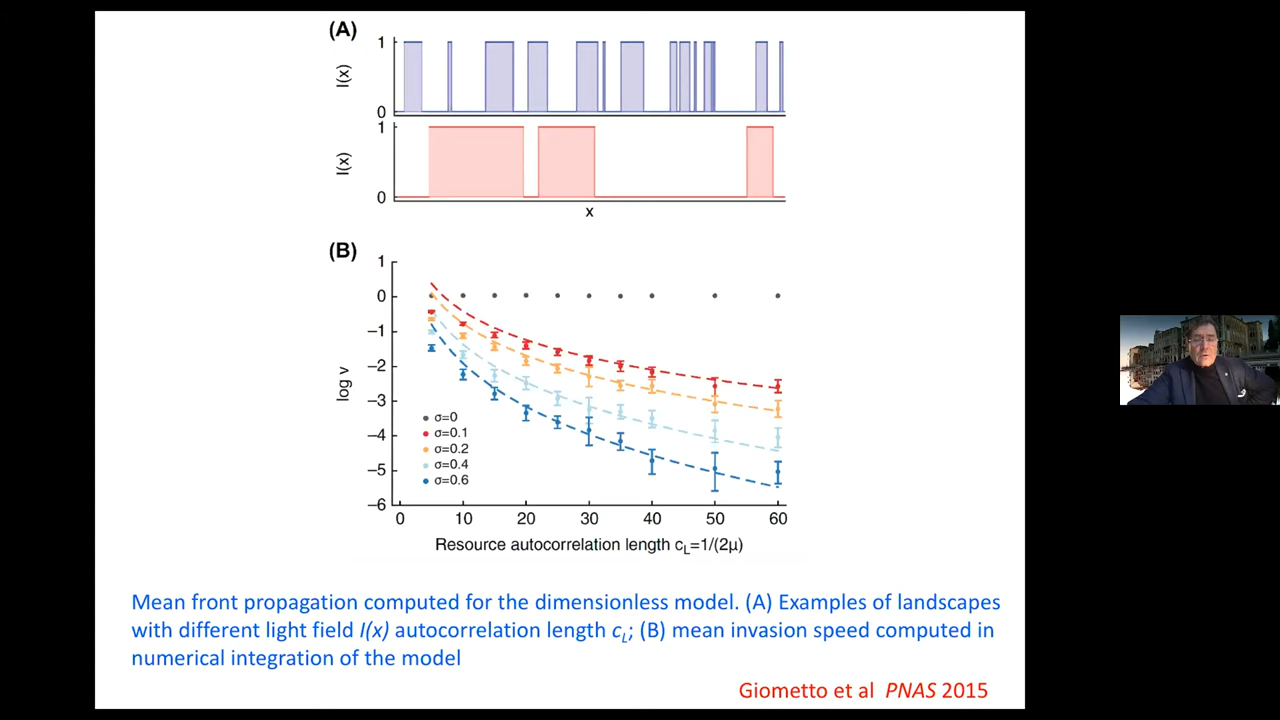 (A)
1
I(x)
0
1
I(x)
0
x
(B)
1
0
−1
−2
−3
−4
−5
−6
log v
σ=0
σ=0.1
σ=0.2
σ=0.4
σ=0.6
0 10 20 30 40 50 60
Resource autocorrelation length c_L=1/(2μ)
Mean front propagation computed for the dimensionless model. (A) Examples of landscapes
with different light field I(x) autocorrelation length c_L; (B) mean invasion speed computed in
numerical integration of the model
Giometto et al PNAS 2015